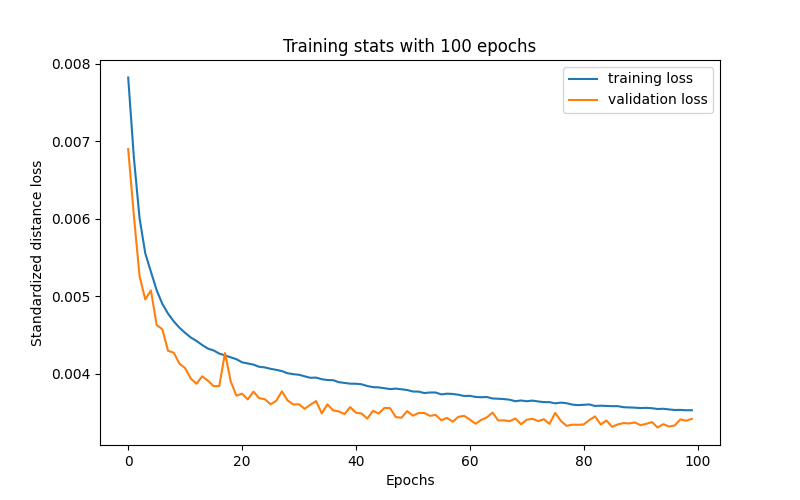 Training stats with 100 epochs
training loss
validation loss
Standardized distance loss
0.008
0.007
0.006
0.005
0.004
0
20
40
60
80
100
Epochs